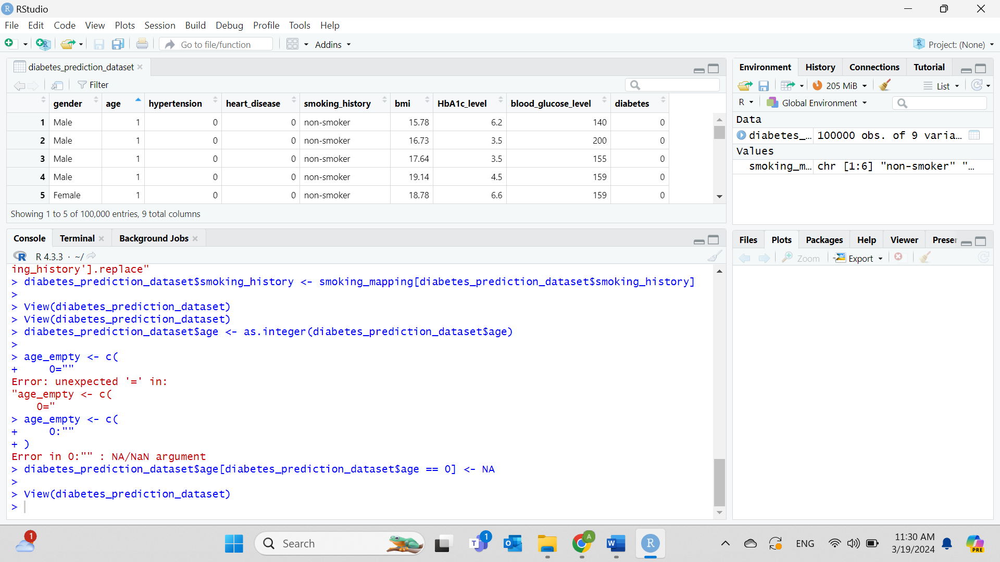 RStudio
File Edit Code View Plots Session Build Debug Profile Tools Help
Go to file/function Addins Project: (None)
diabetes_prediction_dataset
Filter
gender age hypertension heart_disease smoking_history bmi HbA1c_level blood_glucose_level diabetes
1 Male 1 0 0 non-smoker 15.78 6.2 140 0
2 Male 1 0 0 non-smoker 16.73 3.5 200 0
3 Male 1 0 0 non-smoker 17.64 3.5 155 0
4 Male 1 0 0 non-smoker 19.14 4.5 159 0
5 Female 1 0 0 non-smoker 18.78 6.6 159 0
Showing 1 to 5 of 100,000 entries, 9 total columns
Console Terminal Background Jobs
R 4.3.3 · ~/
ing_history'].replace"
> diabetes_prediction_dataset$smoking_history <- smoking_mapping[diabetes_prediction_dataset$smoking_history]
>
> View(diabetes_prediction_dataset)
> View(diabetes_prediction_dataset)
> diabetes_prediction_dataset$age <- as.integer(diabetes_prediction_dataset$age)
>
> age_empty <- c(
+     0=""
Error: unexpected '=' in:
"age_empty <- c(
    0="
> age_empty <- c(
+     0:""
+ )
Error in 0:"" : NA/NaN argument
> diabetes_prediction_dataset$age[diabetes_prediction_dataset$age == 0] <- NA
>
> View(diabetes_prediction_dataset)
>
Environment History Connections Tutorial
205 MiB List
R Global Environment
Data
diabetes_… 100000 obs. of 9 varia…
Values
smoking_m… chr [1:6] "non-smoker" "…
Files Plots Packages Help Viewer Preser
Zoom Export
1 Search 1 A ENG 11:30 AM
3/19/2024 PRE